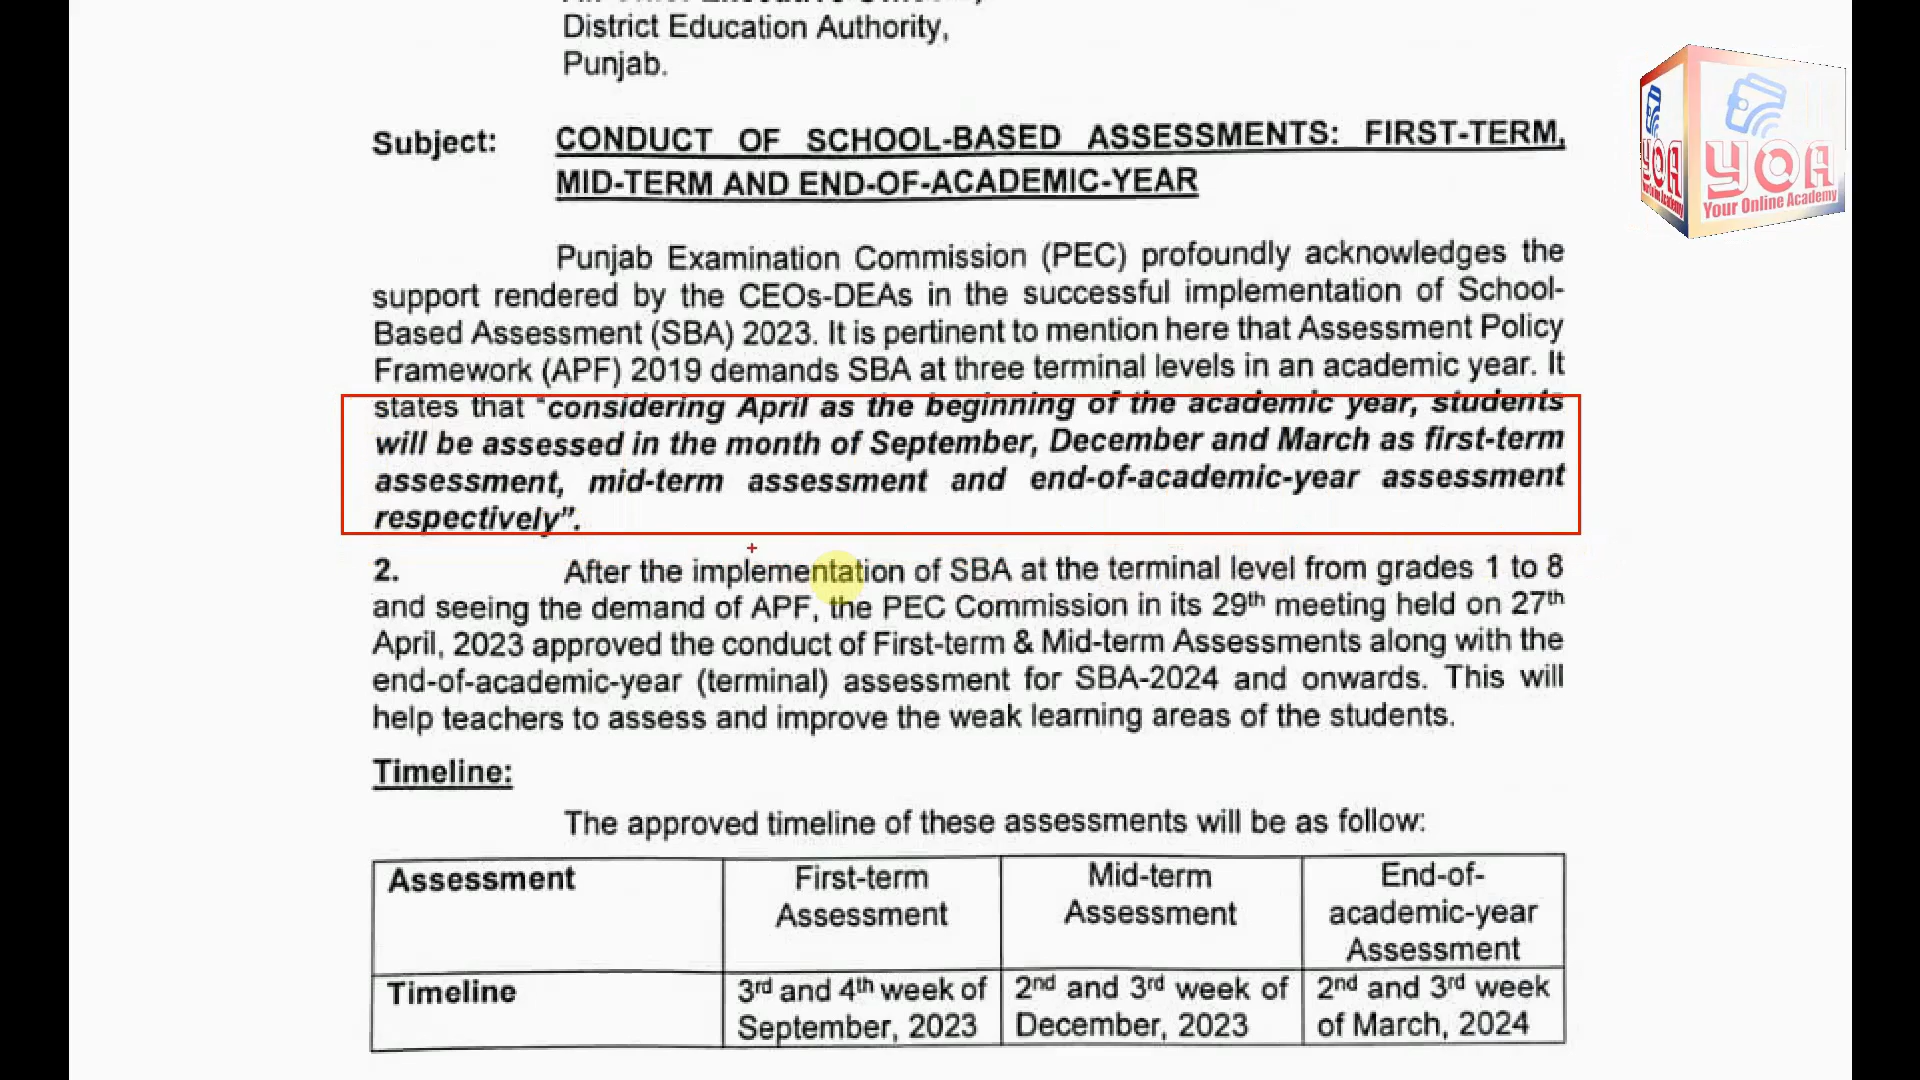 District Education Authority,
Punjab.
Subject: CONDUCT OF SCHOOL-BASED ASSESSMENTS: FIRST-TERM,
MID-TERM AND END-OF-ACADEMIC-YEAR
Punjab Examination Commission (PEC) profoundly acknowledges the
support rendered by the CEOs-DEAs in the successful implementation of School-
Based Assessment (SBA) 2023. It is pertinent to mention here that Assessment Policy
Framework (APF) 2019 demands SBA at three terminal levels in an academic year. It
states that "considering April as the beginning of the academic year, students
will be assessed in the month of September, December and March as first-term
assessment, mid-term assessment and end-of-academic-year assessment
respectively".
2. After the implementation of SBA at the terminal level from grades 1 to 8
and seeing the demand of APF, the PEC Commission in its 29th meeting held on 27th
April, 2023 approved the conduct of First-term & Mid-term Assessments along with the
end-of-academic-year (terminal) assessment for SBA-2024 and onwards. This will
help teachers to assess and improve the weak learning areas of the students.
Timeline:
The approved timeline of these assessments will be as follow:
Assessment
First-term
Assessment
Mid-term
Assessment
End-of-
academic-year
Assessment
Timeline
3rd and 4th week of
September, 2023
2nd and 3rd week of
December, 2023
2nd and 3rd week
of March, 2024
YOA
Your Online Academy
YOA
Your Online Academy